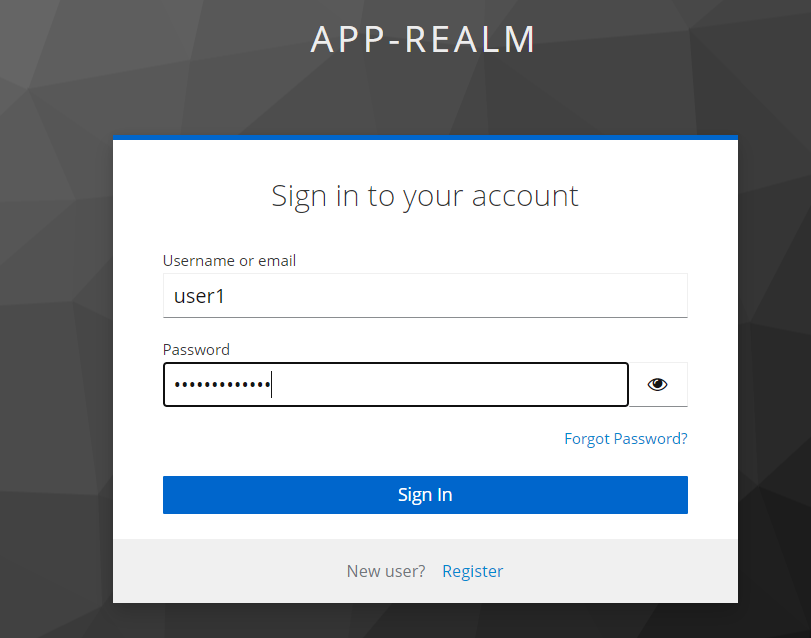 APP-REALM
Sign in to your account
Username or email
user1
Password
•••••••••••••
Forgot Password?
Sign In
New user? Register